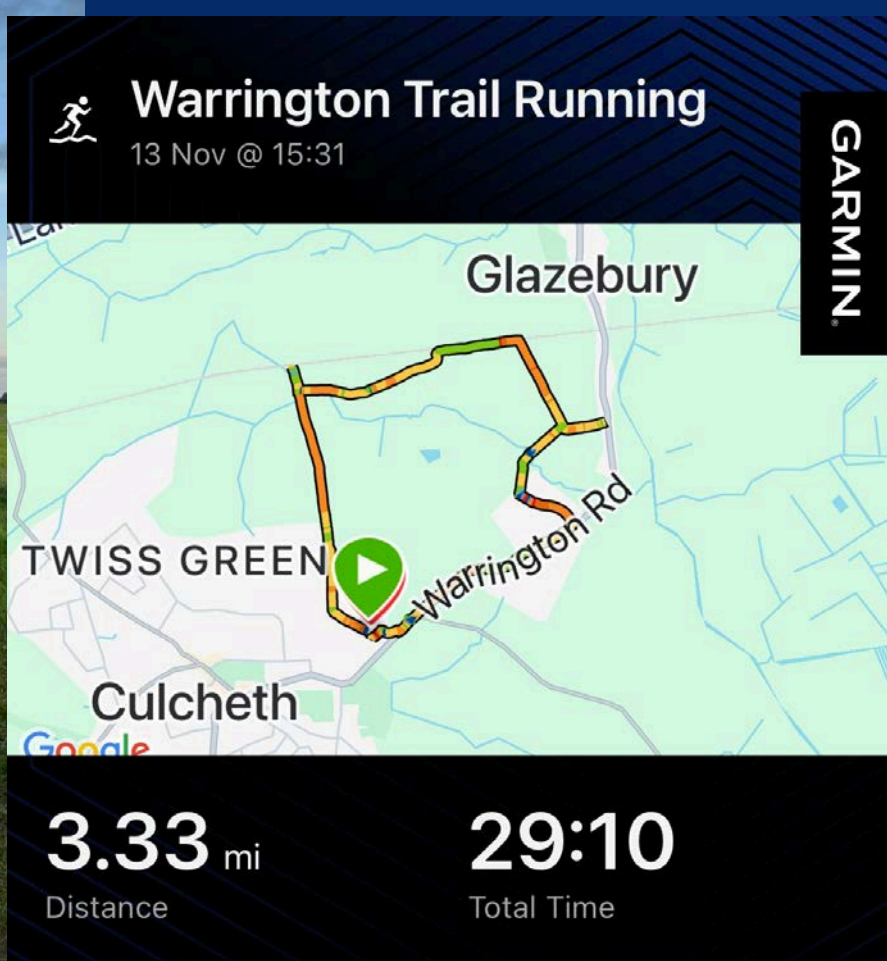 Warrington Trail Running
13 Nov @ 15:31
GARMIN
Glazebury
Warrington Rd
TWISS GREEN
Culcheth
Google
3.33 mi
29:10
Distance
Total Time